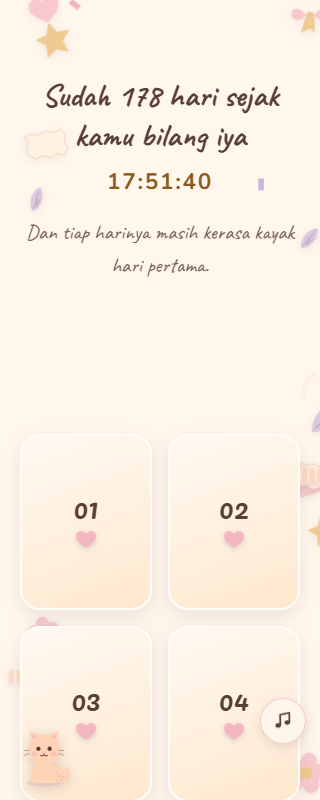 Sudah 178 hari sejak
kamu bilang iya
17:51:40
Dan tiap harinya masih kerasa kayak
hari pertama.
01
02
03
04